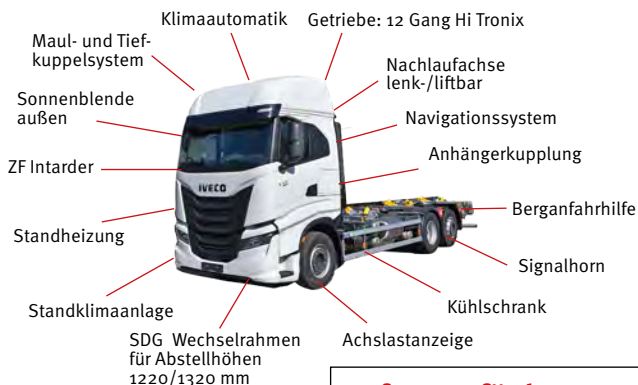 Klimaautomatik
Getriebe: 12 Gang Hi Tronix
Maul- und Tief-
kuppelsystem
Nachlaufachse
lenk-/liftbar
Sonnenblende
außen
Navigationssystem
ZF Intarder
Anhängerkupplung
IVECO
Berganfahrhilfe
Standheizung
Signalhorn
Standklimaanlage
Kühlschrank
SDG Wechselrahmen
für Abstellhöhen
1220/1320 mm
Achslastanzeige